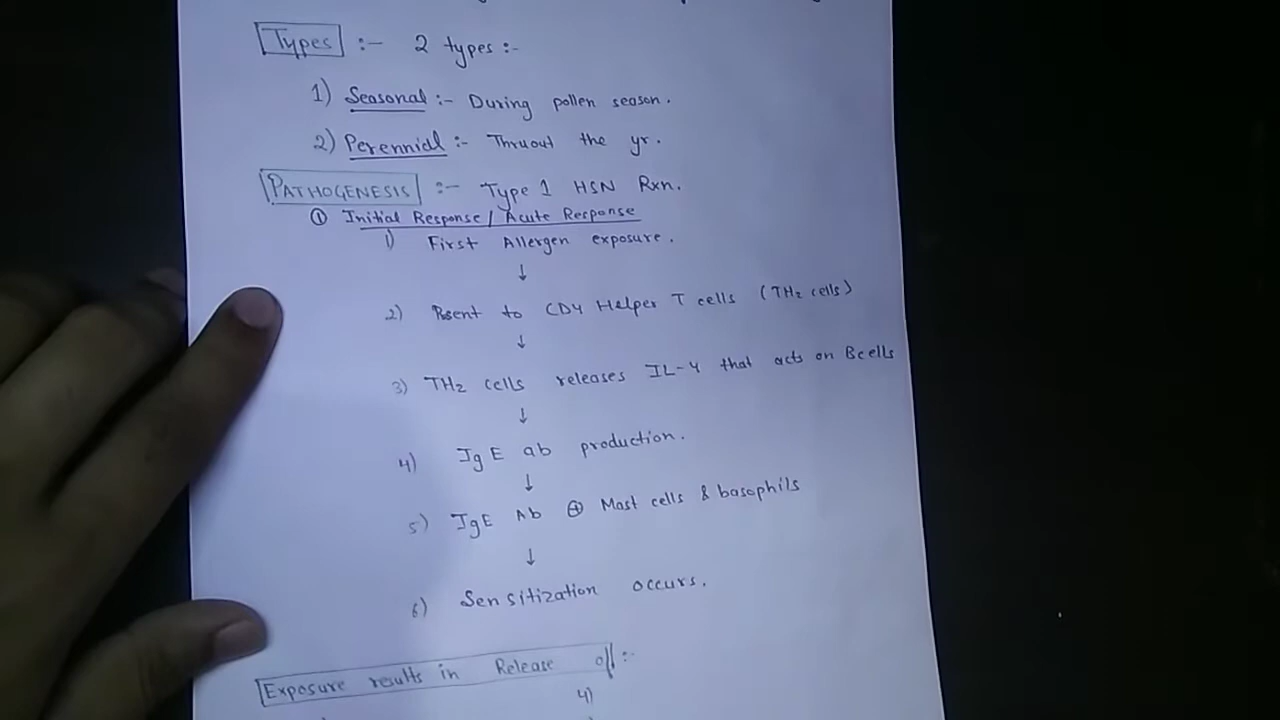 Types :- 2 types :-
1) Seasonal :- During pollen season.
2) Perennial :- Thruout the yr.
PATHOGENESIS :- Type 1 HSN Rxn.
① Initial Response / Acute Response
1) First Allergen exposure.
↓
2) Present to CD4 Helper T cells (TH2 cells)
↓
3) TH2 cells releases IL-4 that acts on B cells
↓
4) IgE ab production.
↓
5) IgE Ab ⊕ Mast cells & basophils
↓
6) Sensitization occurs.
Exposure results in Release of :-
4)